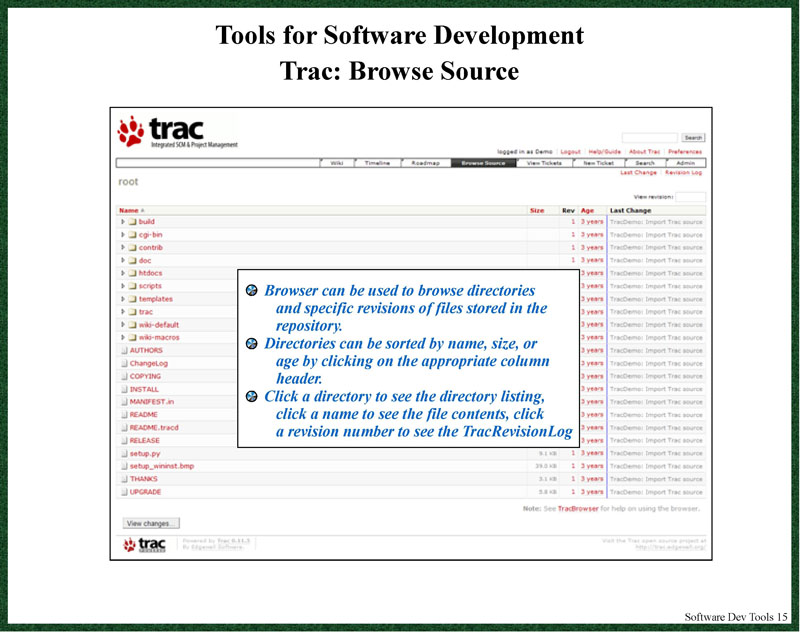 Tools for Software Development
Trac: Browse Source
trac
Integrated SCM & Project Management
Search
logged in as Demo Logout Help/Guide About Trac Preferences
Wiki Timeline Roadmap Browse Source View Tickets New Ticket Search Admin
Last Change Revision Log
root
View revision:
Name Size Rev Age Last Change
build 1 3 years TracDemo: Import Trac source
cgi-bin 1 3 years TracDemo: Import Trac source
contrib 1 3 years TracDemo: Import Trac source
doc 1 3 years TracDemo: Import Trac source
htdocs 3 years TracDemo: Import Trac source
scripts 3 years TracDemo: Import Trac source
templates 3 years TracDemo: Import Trac source
trac 3 years TracDemo: Import Trac source
wiki-default 3 years TracDemo: Import Trac source
wiki-macros 3 years TracDemo: Import Trac source
AUTHORS 3 years TracDemo: Import Trac source
ChangeLog 3 years TracDemo: Import Trac source
COPYING 3 years TracDemo: Import Trac source
INSTALL 3 years TracDemo: Import Trac source
MANIFEST.in 3 years TracDemo: Import Trac source
README 3 years TracDemo: Import Trac source
README.tracd 3 years TracDemo: Import Trac source
RELEASE 3 years TracDemo: Import Trac source
setup.py 9.1 KB 1 3 years TracDemo: Import Trac source
setup_wininst.bmp 39.0 KB 1 3 years TracDemo: Import Trac source
THANKS 3.1 KB 1 3 years TracDemo: Import Trac source
UPGRADE 5.8 KB 1 3 years TracDemo: Import Trac source
Browser can be used to browse directories
and specific revisions of files stored in the
repository.
Directories can be sorted by name, size, or
age by clicking on the appropriate column
header.
Click a directory to see the directory listing,
click a name to see the file contents, click
a revision number to see the TracRevisionLog
Note: See TracBrowser for help on using the browser.
View changes...
trac
POWERED
Powered by Trac
By Edgewall Software.
Visit the Trac open source project at
http://trac.edgewall.org/
Software Dev Tools 15